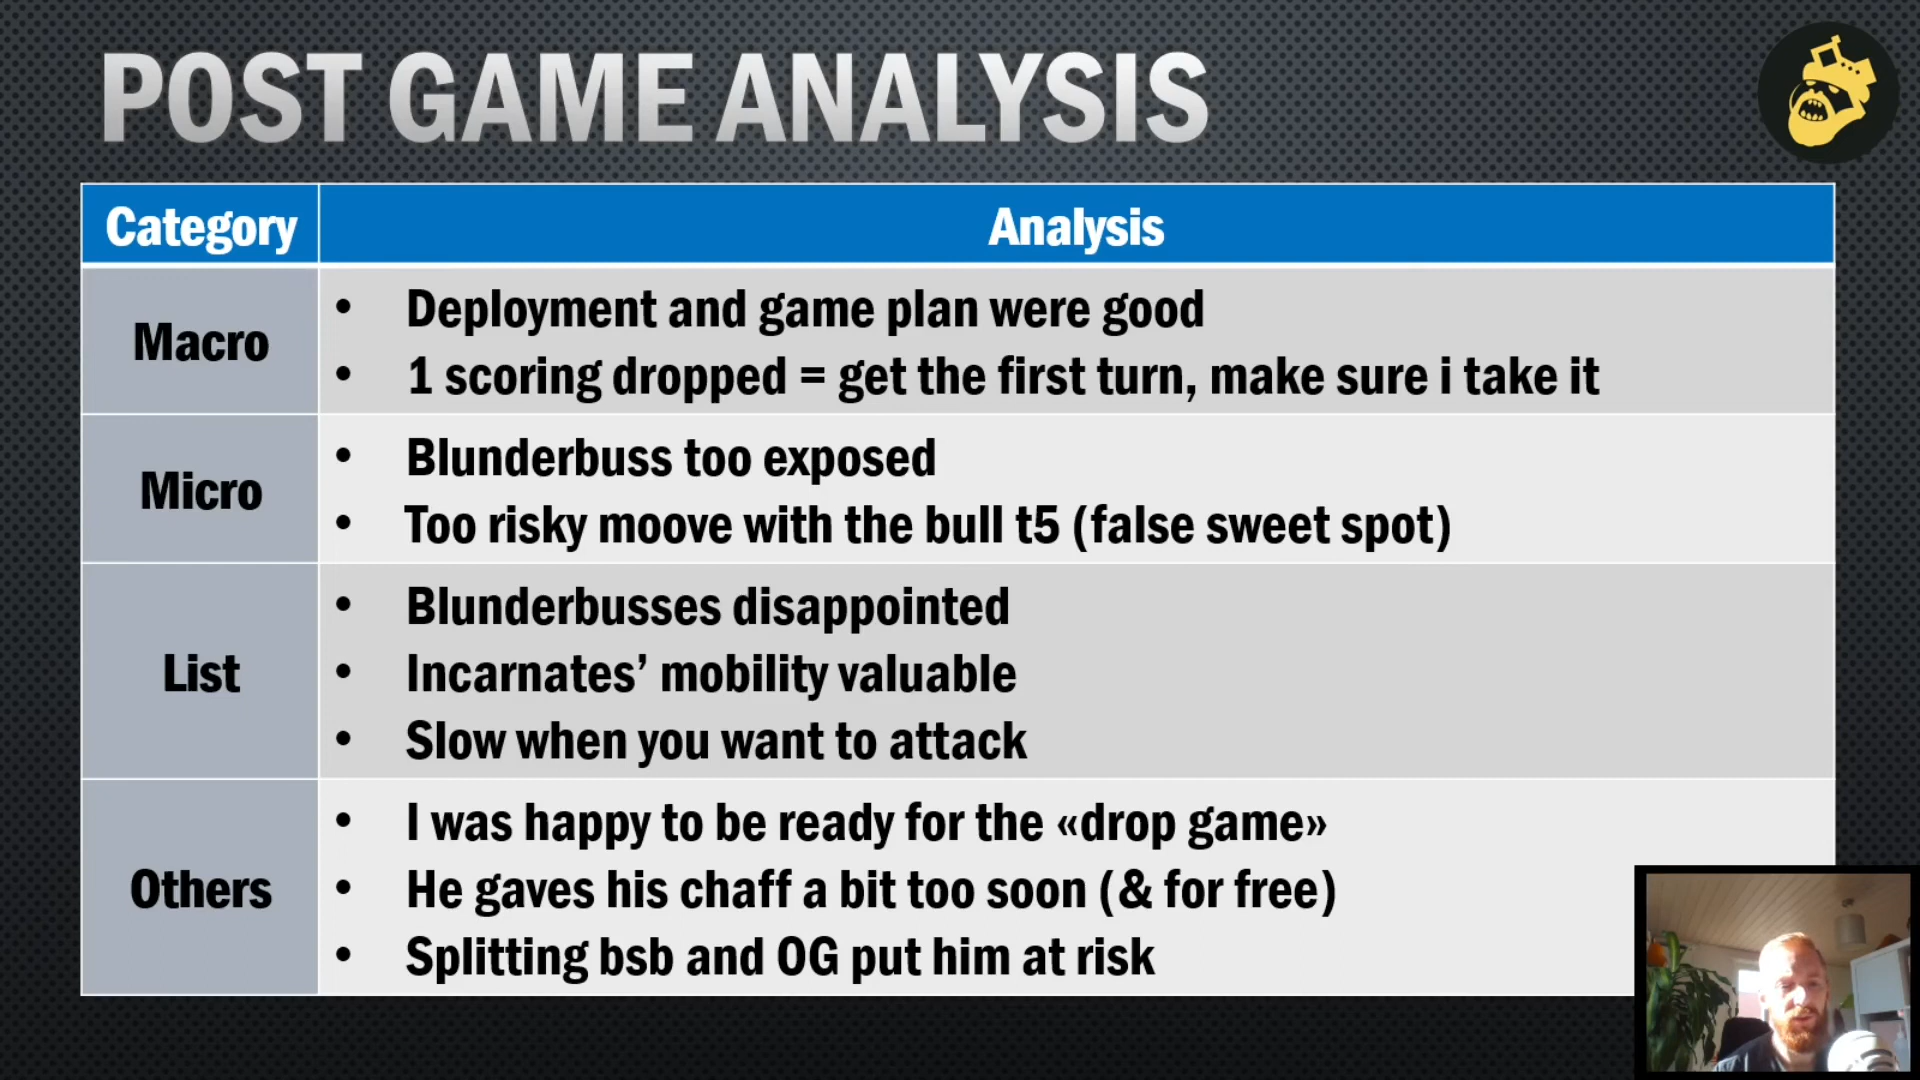 POST GAME ANALYSIS
Category
Analysis
Macro
• Deployment and game plan were good
• 1 scoring dropped = get the first turn, make sure i take it
Micro
• Blunderbuss too exposed
• Too risky moove with the bull t5 (false sweet spot)
List
• Blunderbusses disappointed
• Incarnates’ mobility valuable
• Slow when you want to attack
Others
• I was happy to be ready for the «drop game»
• He gaves his chaff a bit too soon (& for free)
• Splitting bsb and OG put him at risk